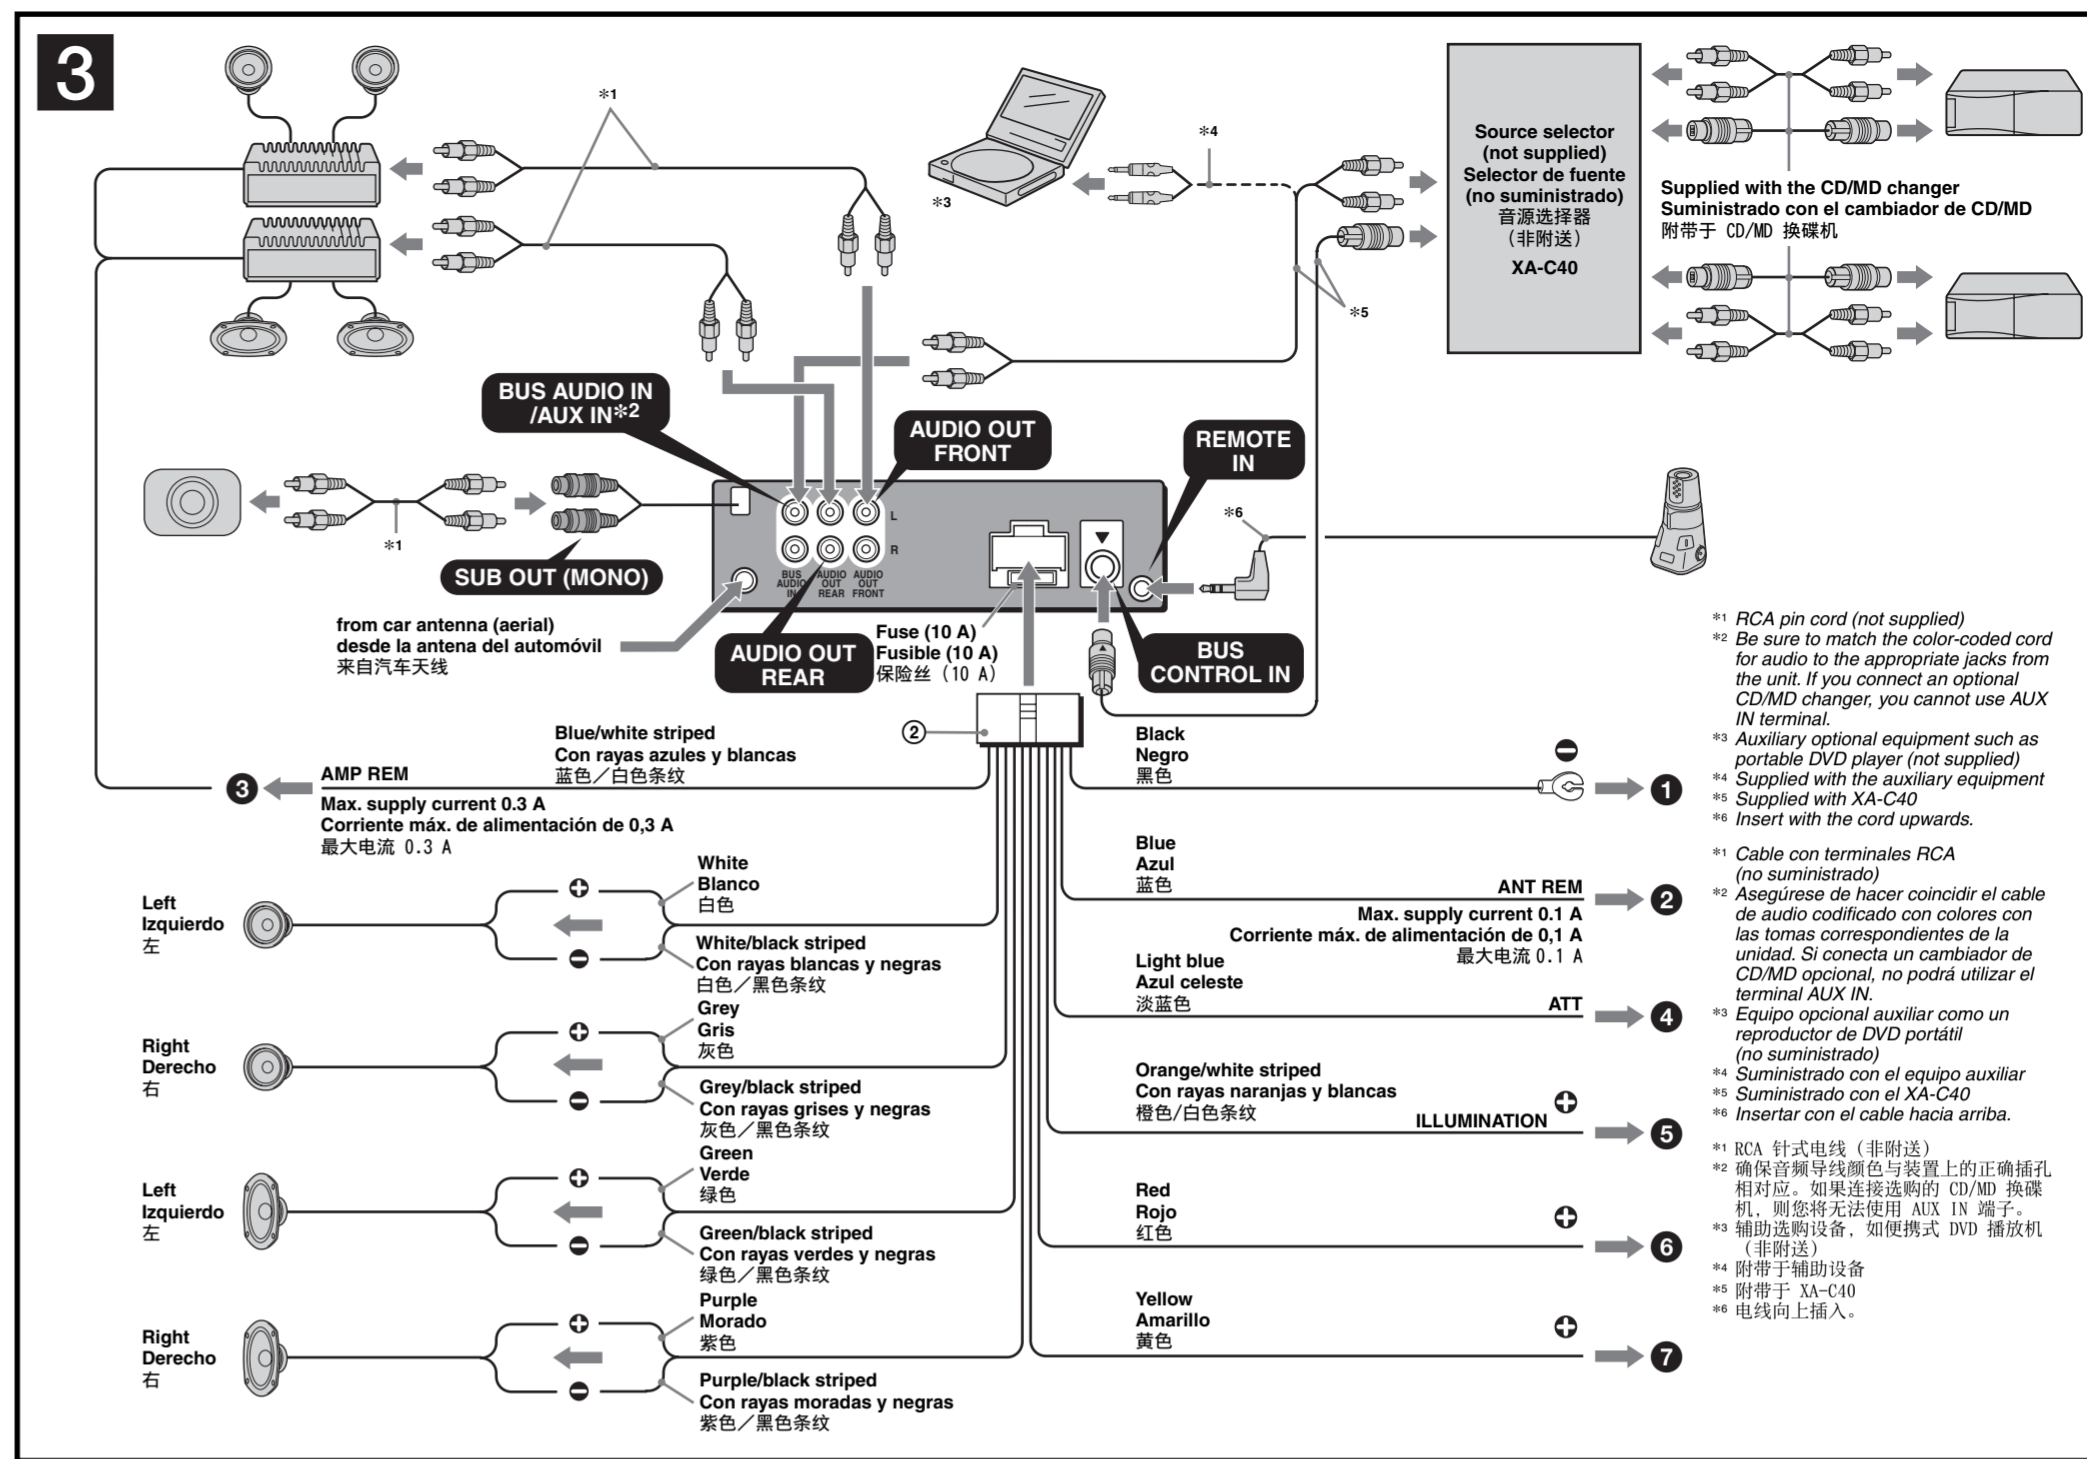 3
*1
*4
*3
Source selector
(not supplied)
Selector de fuente
(no suministrado)
音源选择器
（非附送）
XA-C40
Supplied with the CD/MD changer
Suministrado con el cambiador de CD/MD
附带于 CD/MD 换碟机
*5
BUS AUDIO IN
/AUX IN*2
AUDIO OUT
FRONT
REMOTE
IN
*6
*1
SUB OUT (MONO)
L
R
BUS
AUDIO
IN
AUDIO
OUT
REAR
AUDIO
OUT
FRONT
from car antenna (aerial)
desde la antena del automóvil
来自汽车天线
AUDIO OUT
REAR
Fuse (10 A)
Fusible (10 A)
保险丝（10 A）
BUS
CONTROL IN
②
Blue/white striped
Con rayas azules y blancas
蓝色／白色条纹
❸
AMP REM
Max. supply current 0.3 A
Corriente máx. de alimentación de 0,3 A
最大电流 0.3 A
Left
Izquierdo
左
+
−
White
Blanco
白色
White/black striped
Con rayas blancas y negras
白色／黑色条纹
Right
Derecho
右
+
−
Grey
Gris
灰色
Grey/black striped
Con rayas grises y negras
灰色／黑色条纹
Left
Izquierdo
左
+
−
Green
Verde
绿色
Green/black striped
Con rayas verdes y negras
绿色／黑色条纹
Right
Derecho
右
+
−
Purple
Morado
紫色
Purple/black striped
Con rayas moradas y negras
紫色／黑色条纹
Black
Negro
黑色
−
❶
Blue
Azul
蓝色
ANT REM
❷
Max. supply current 0.1 A
Corriente máx. de alimentación de 0,1 A
最大电流 0.1 A
Light blue
Azul celeste
淡蓝色
ATT
❹
Orange/white striped
Con rayas naranjas y blancas
橙色/白色条纹
ILLUMINATION
+
❺
Red
Rojo
红色
+
❻
Yellow
Amarillo
黄色
+
❼
*1 RCA pin cord (not supplied)
*2 Be sure to match the color-coded cord
for audio to the appropriate jacks from
the unit. If you connect an optional
CD/MD changer, you cannot use AUX
IN terminal.
*3 Auxiliary optional equipment such as
portable DVD player (not supplied)
*4 Supplied with the auxiliary equipment
*5 Supplied with XA-C40
*6 Insert with the cord upwards.
*1 Cable con terminales RCA
(no suministrado)
*2 Asegúrese de hacer coincidir el cable
de audio codificado con colores con
las tomas correspondientes de la
unidad. Si conecta un cambiador de
CD/MD opcional, no podrá utilizar el
terminal AUX IN.
*3 Equipo opcional auxiliar como un
reproductor de DVD portátil
(no suministrado)
*4 Suministrado con el equipo auxiliar
*5 Suministrado con el XA-C40
*6 Insertar con el cable hacia arriba.
*1 RCA 针式电线（非附送）
*2 确保音频导线颜色与装置上的正确插孔
相对应。如果连接选购的 CD/MD 换碟
机，则您将无法使用 AUX IN 端子。
*3 辅助选购设备，如便携式 DVD 播放机
（非附送）
*4 附带于辅助设备
*5 附带于 XA-C40
*6 电线向上插入。